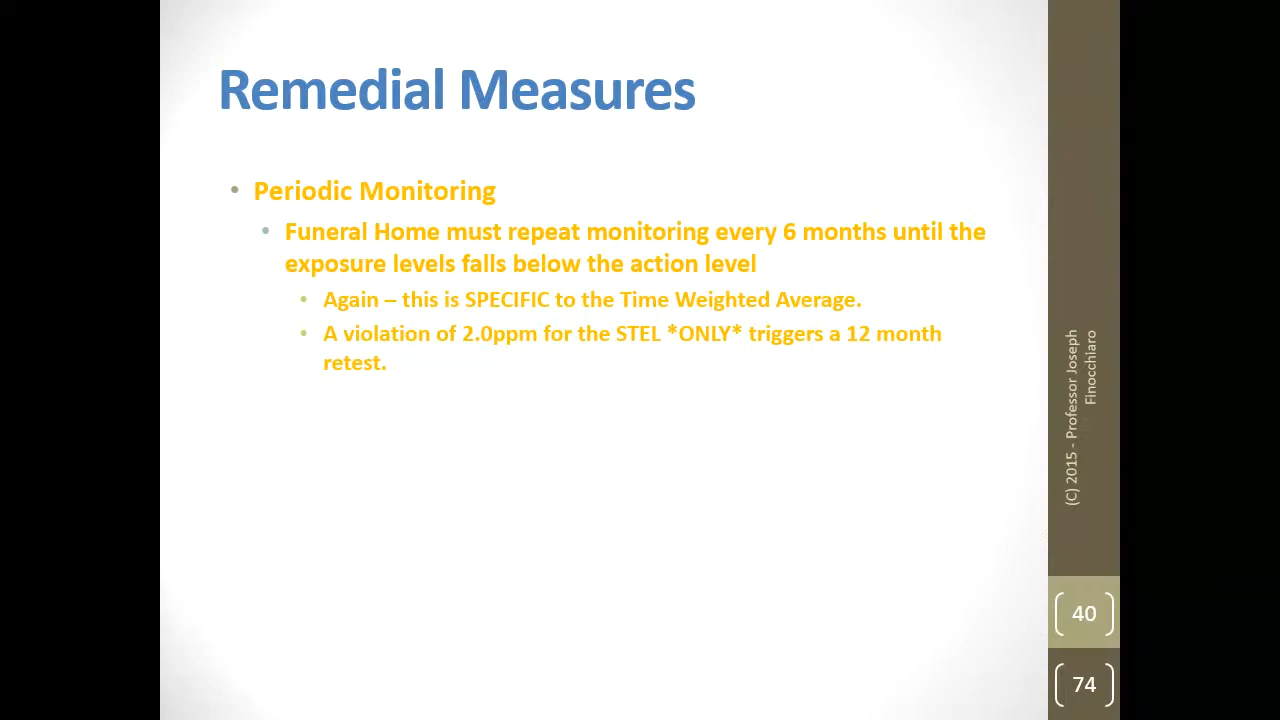 Remedial Measures
• Periodic Monitoring
• Funeral Home must repeat monitoring every 6 months until the
exposure levels falls below the action level
• Again – this is SPECIFIC to the Time Weighted Average.
• A violation of 2.0ppm for the STEL *ONLY* triggers a 12 month
retest.
(C) 2015 - Professor Joseph
Finocchiaro
40
74